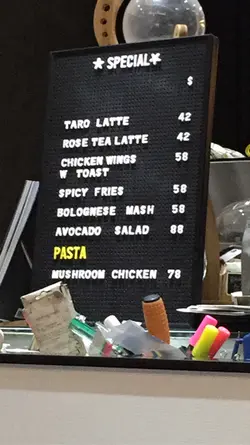 ★ SPECIAL ★
$
TARO LATTE 42
ROSE TEA LATTE 42
CHICKEN WINGS
W TOAST 58
SPICY FRIES 58
BOLOGNESE MASH 58
AVOCADO SALAD 88
PASTA
MUSHROOM CHICKEN 78